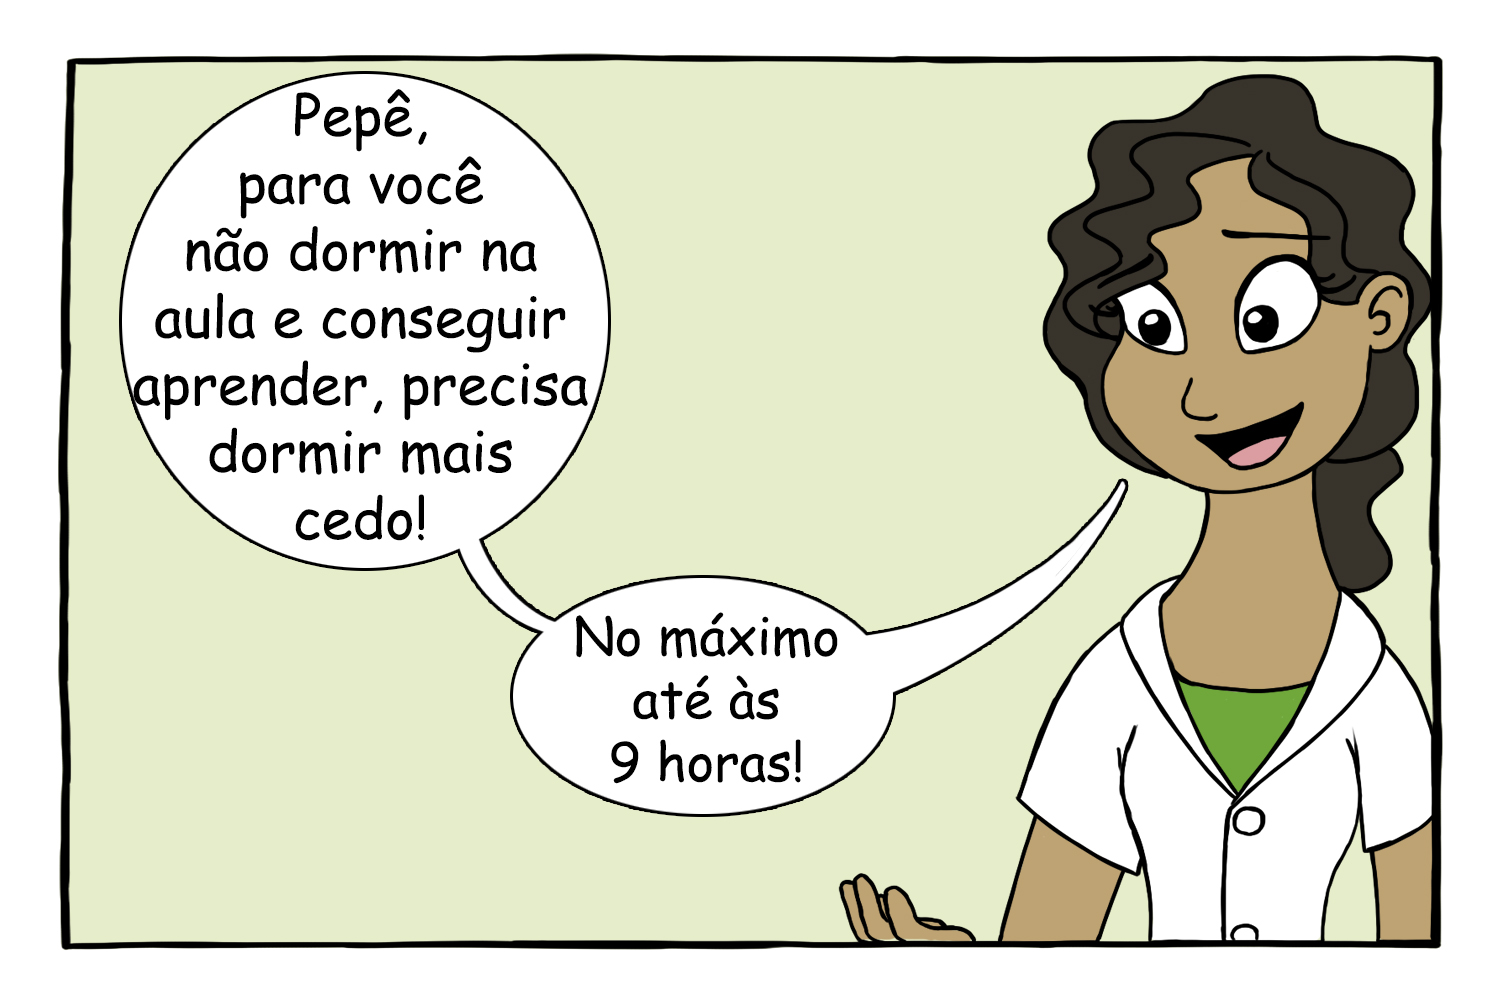 Pepê,
para você
não dormir na
aula e conseguir
aprender, precisa
dormir mais
cedo!
No máximo
até às
9 horas!